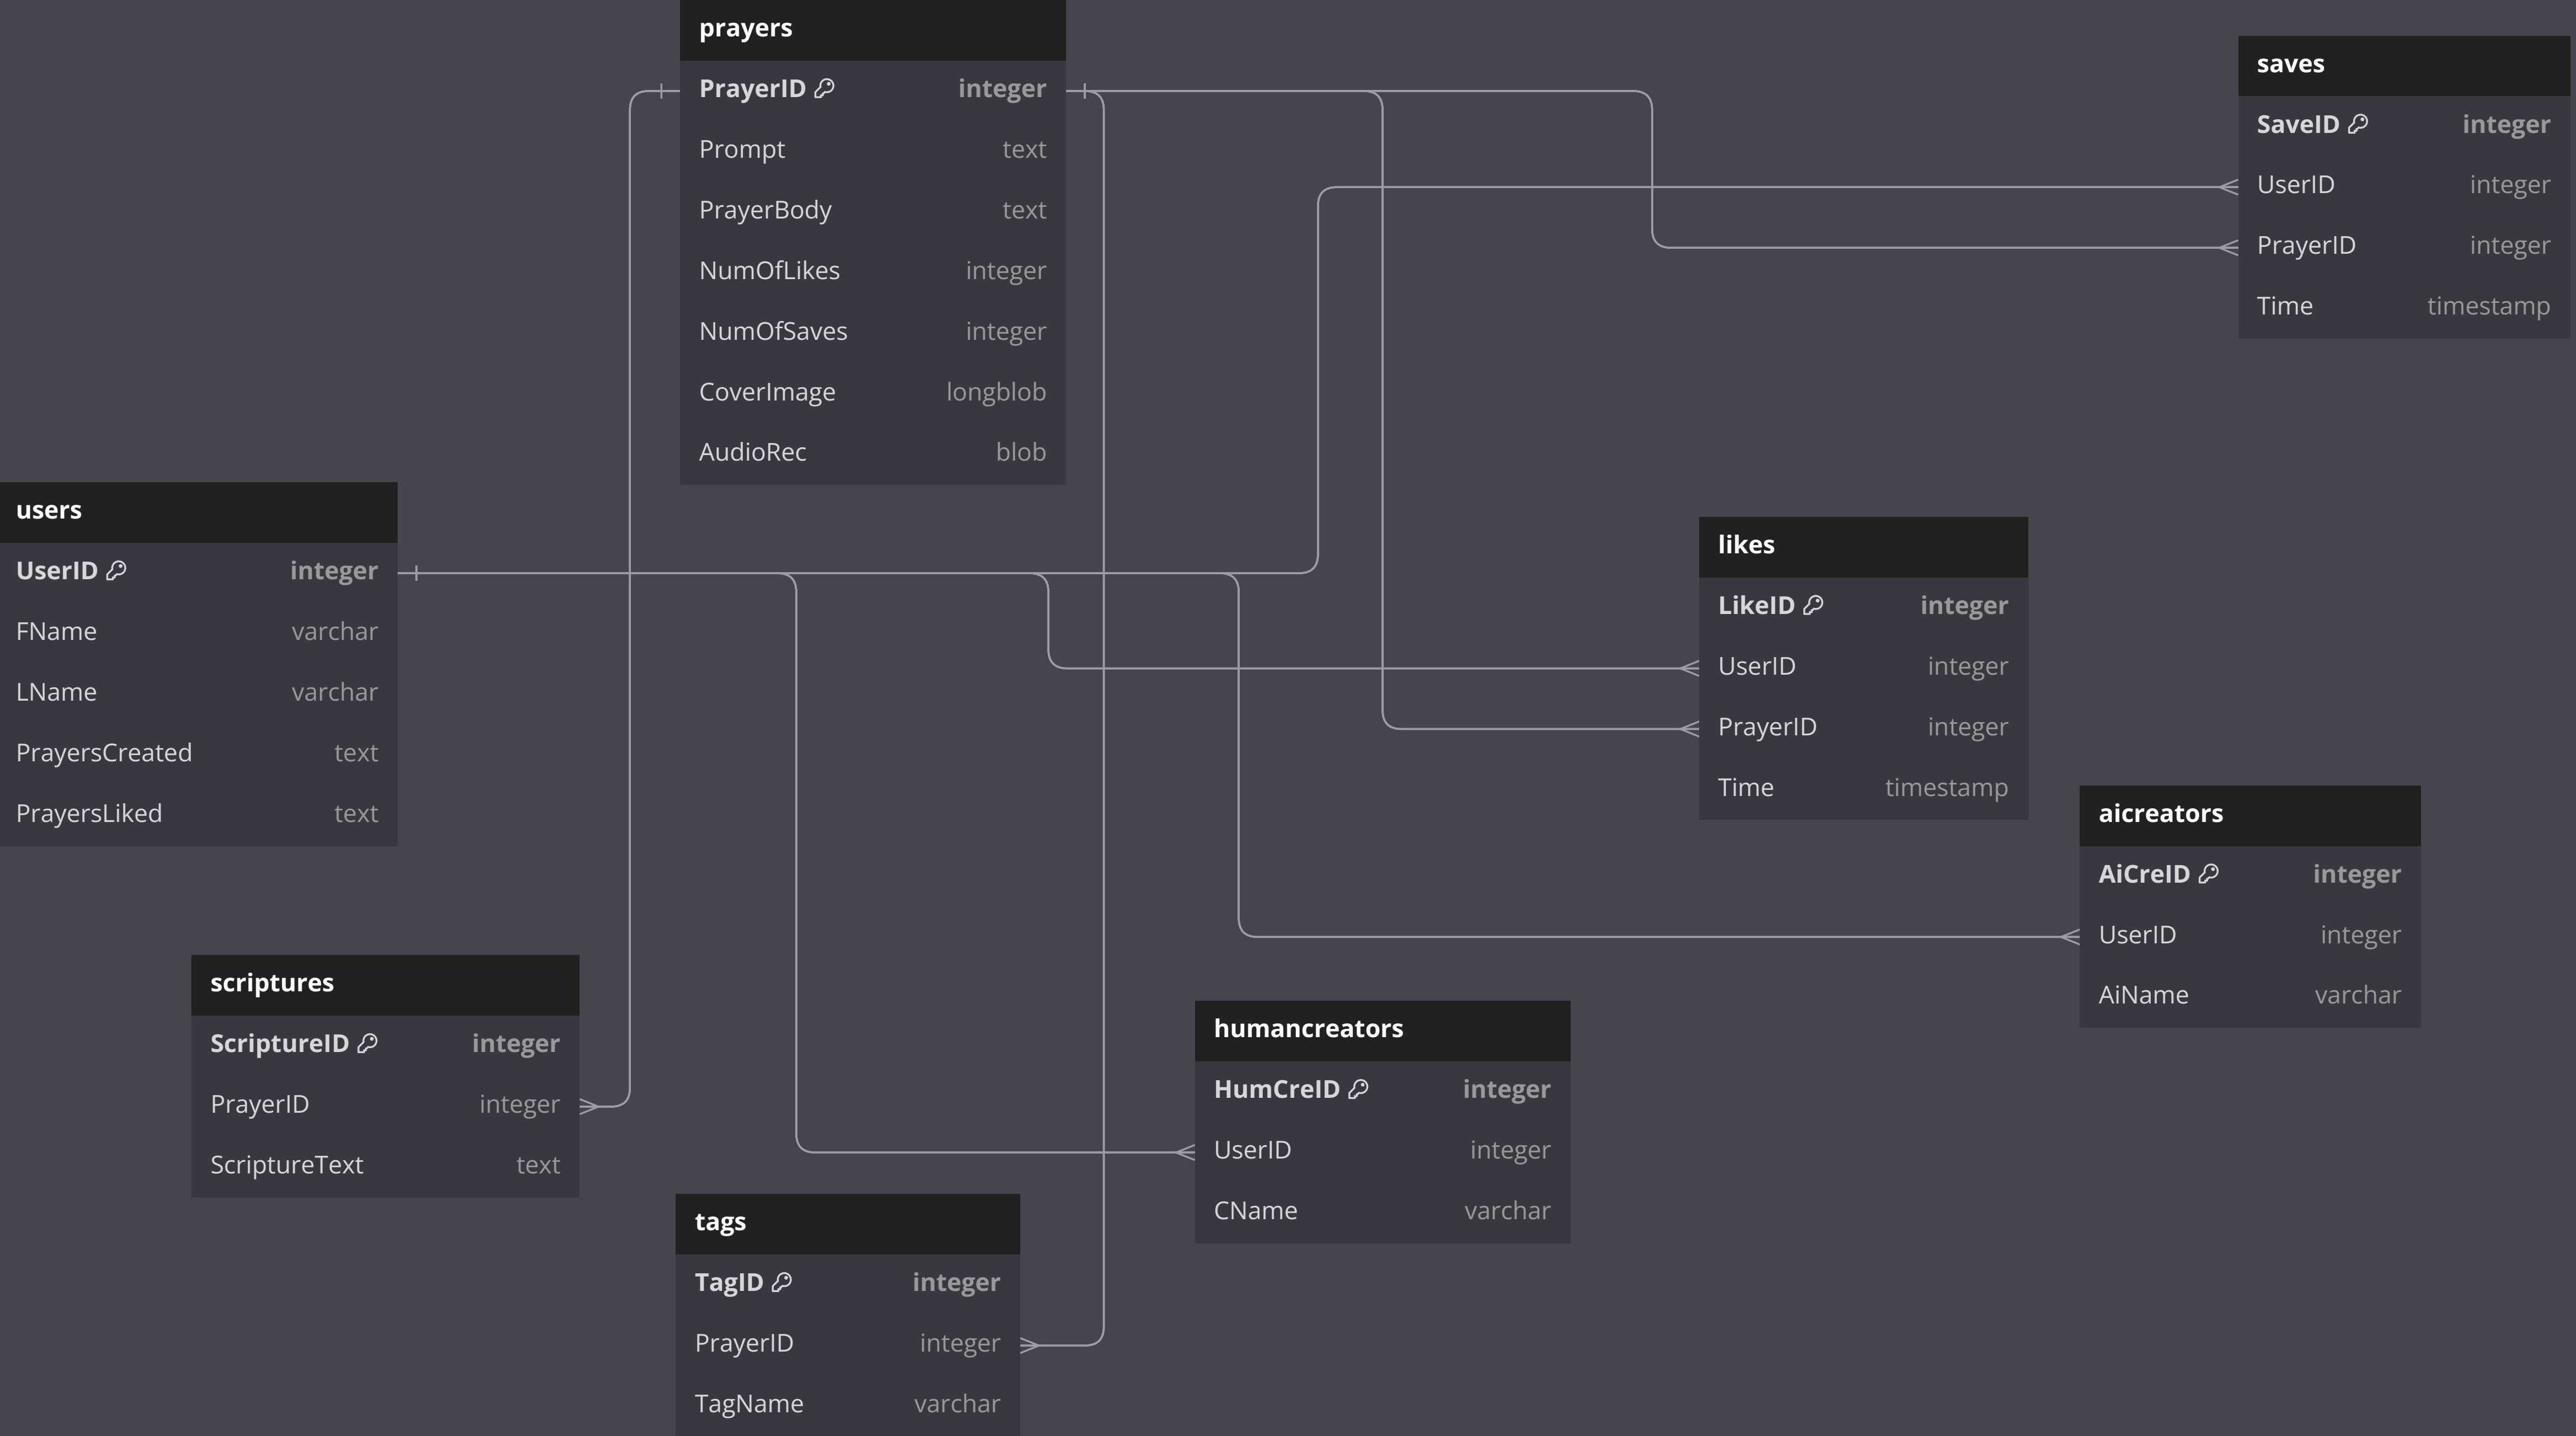 prayers
PrayerID integer
Prompt text
PrayerBody text
NumOfLikes integer
NumOfSaves integer
CoverImage longblob
AudioRec blob
saves
SaveID integer
UserID integer
PrayerID integer
Time timestamp
users
UserID integer
FName varchar
LName varchar
PrayersCreated text
PrayersLiked text
likes
LikeID integer
UserID integer
PrayerID integer
Time timestamp
aicreators
AiCreID integer
UserID integer
AiName varchar
scriptures
ScriptureID integer
PrayerID integer
ScriptureText text
humancreators
HumCreID integer
UserID integer
CName varchar
tags
TagID integer
PrayerID integer
TagName varchar